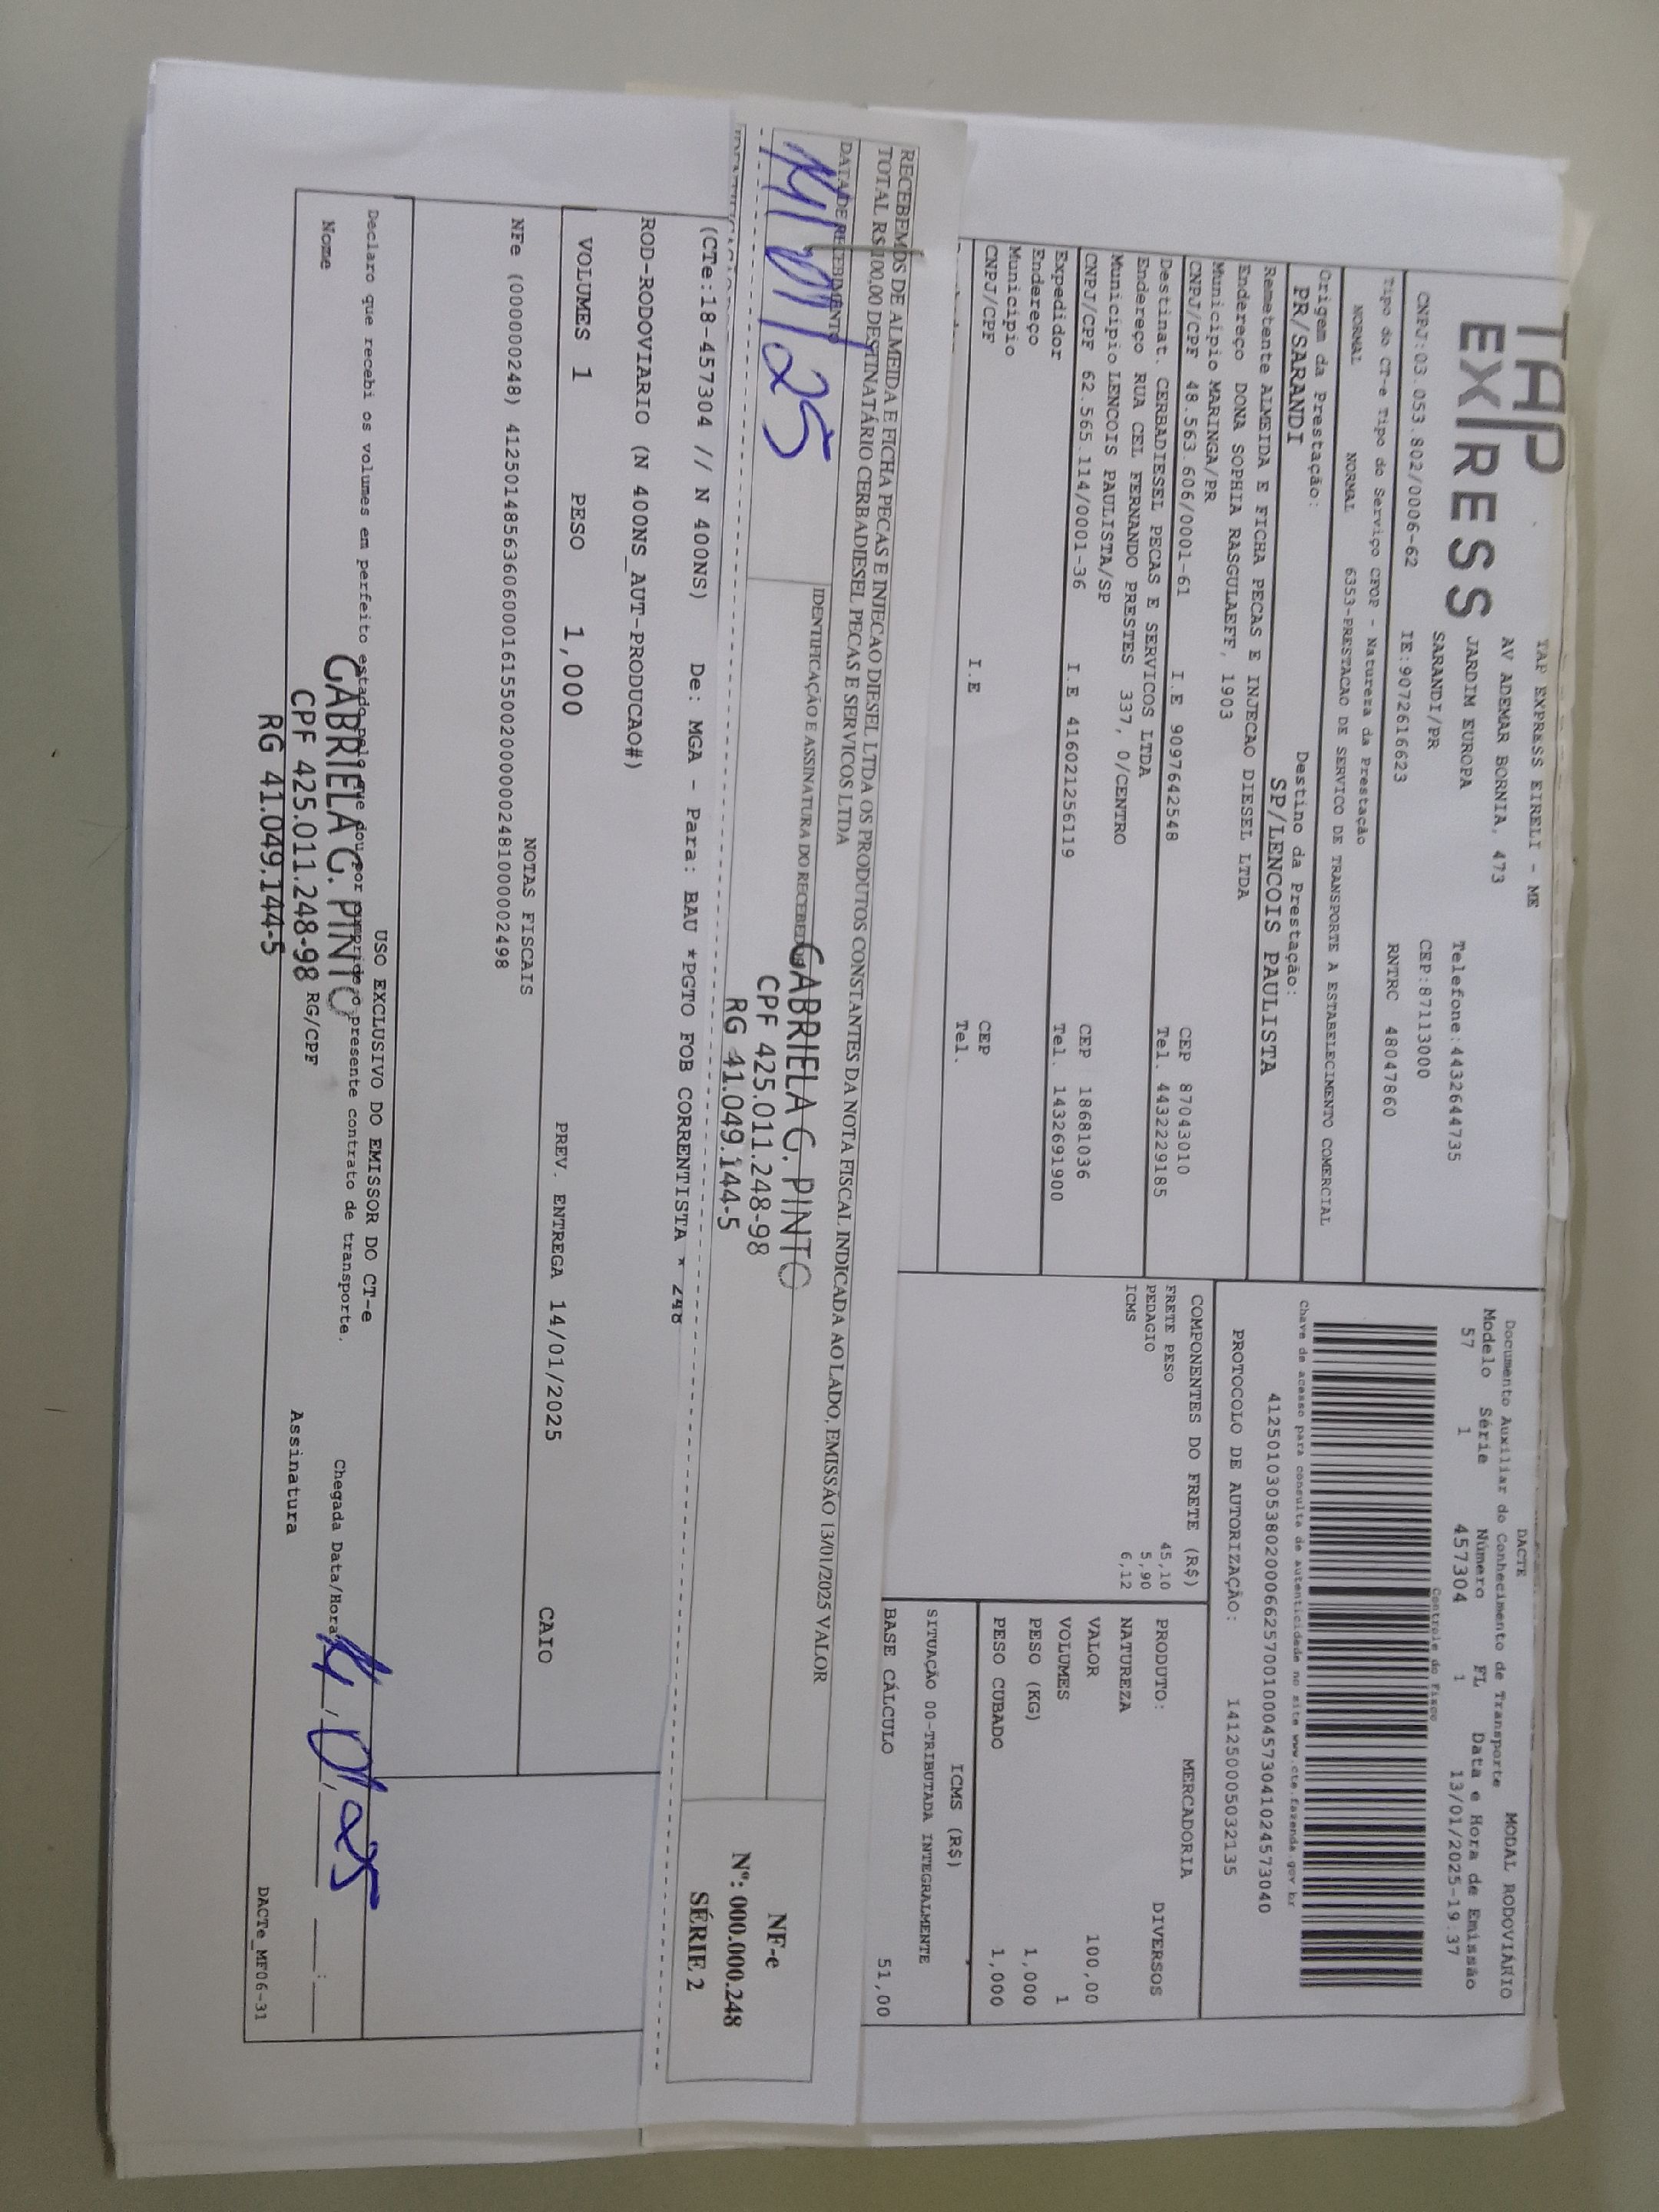 TAP
EXPRESS
TAP EXPRESS EIRELI - ME
AV ADEMAR BORNIA, 473
JARDIM EUROPA
SARANDI/PR
Telefone:4432644735
CEP:87113000
CNPJ:03.053.802/0006-62 IE:9072616623 RNTRC 48047860
Tipo do CT-e Tipo do Serviço CFOP - Natureza da Prestação
NORMAL NORMAL 6353-PRESTACAO DE SERVICO DE TRANSPORTE A ESTABELECIMENTO COMERCIAL
Origem da Prestação: Destino da Prestação:
PR/SARANDI SP/LENCOIS PAULISTA
Remetente ALMEIDA E FICHA PECAS E INJECAO DIESEL LTDA
Endereço DONA SOPHIA RASGULAEFF, 1903
Municipio MARINGA/PR CEP 87043010
CNPJ/CPF 48.563.606/0001-61 I.E 9097642548 Tel. 4432229185
Destinat. CERBADIESEL PECAS E SERVICOS LTDA
Endereço RUA CEL FERNANDO PRESTES 337, 0/CENTRO
Municipio LENCOIS PAULISTA/SP CEP 18681036
CNPJ/CPF 62.565.114/0001-36 I.E 416021256119 Tel. 1432691900
Expedidor
Endereço
Municipio CEP
CNPJ/CPF I.E Tel.
DACTE MODAL RODOVIÁRIO
Documento Auxiliar do Conhecimento de Transporte
Modelo Série Número FL Data e Hora de Emissão
57 1 457304 1 13/01/2025-19:37
Controle do Fisco
Chave de acesso para consulta de autenticidade no site www.cte.fazenda.gov.br
41250103053802000662570010004573041024573040
PROTOCOLO DE AUTORIZAÇÃO: 141250005032135
COMPONENTES DO FRETE (R$)
FRETE PESO 45,10
PEDAGIO 5,90
ICMS 6,12
MERCADORIA
PRODUTO: DIVERSOS
NATUREZA
VALOR 100,00
VOLUMES 1
PESO (KG) 1,000
PESO CUBADO 1,000
ICMS (R$)
SITUAÇÃO 00-TRIBUTADA INTEGRALMENTE
BASE CÁLCULO 51,00
RECEBEMOS DE ALMEIDA E FICHA PECAS E INJECAO DIESEL LTDA OS PRODUTOS CONSTANTES DA NOTA FISCAL INDICADA AO LADO, EMISSÃO 13/01/2025 VALOR
TOTAL R$ 100,00 DESTINATÁRIO CERBADIESEL PECAS E SERVICOS LTDA
DATA DE RECEBIMENTO IDENTIFICAÇÃO E ASSINATURA DO RECEBEDOR
14/01/25
GABRIELA G. PINTO
CPF 425.011.248-98
RG 41.049.144-5
NF-e
Nº: 000.000.248
SÉRIE 2
(CTe:18-457304 // N 400NS) De: MGA - Para: BAU *PGTO FOB CORRENTISTA * 248
ROD-RODOVIARIO (N 400NS_AUT-PRODUCAO#)
VOLUMES 1 PESO 1,000 PREV. ENTREGA 14/01/2025 CAIO
NOTAS FISCAIS
NFe (000000248) 41250148563606000161550020000002481000002498
USO EXCLUSIVO DO EMISSOR DO CT-e
Declaro que recebi os volumes em perfeito estado pelo que dou por cumprido o presente contrato de transporte.
Nome RG/CPF Assinatura Chegada Data/Hora 14/01/25
GABRIELA G. PINTO
CPF 425.011.248-98
RG 41.049.144-5
DACTe_MF06-31